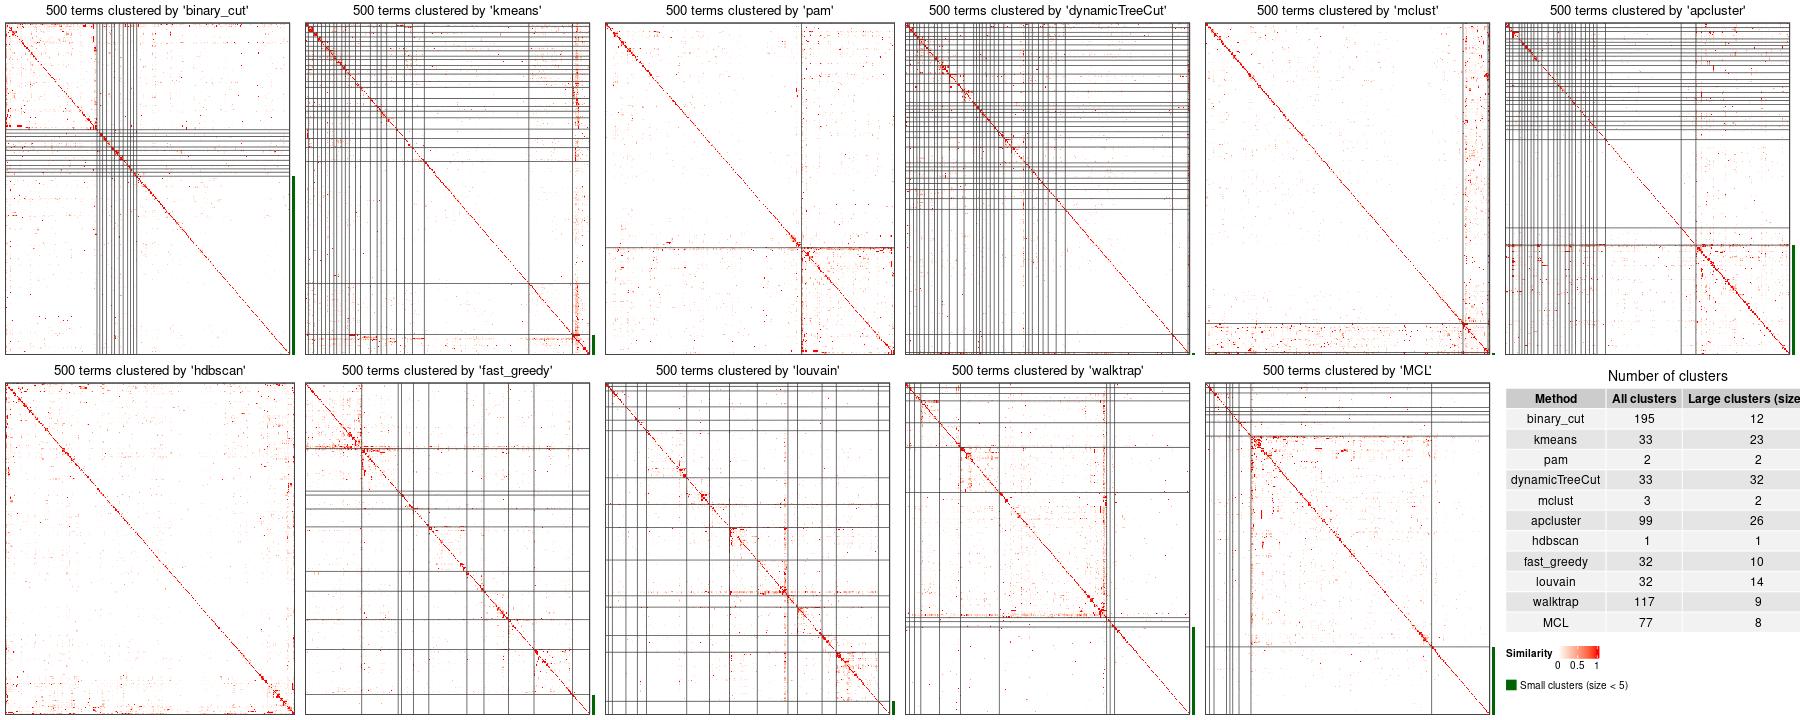 500 terms clustered by 'binary_cut'
500 terms clustered by 'kmeans'
500 terms clustered by 'pam'
500 terms clustered by 'dynamicTreeCut'
500 terms clustered by 'mclust'
500 terms clustered by 'apcluster'
500 terms clustered by 'hdbscan'
500 terms clustered by 'fast_greedy'
500 terms clustered by 'louvain'
500 terms clustered by 'walktrap'
500 terms clustered by 'MCL'
Number of clusters
Method All clusters Large clusters (size
binary_cut 195 12
kmeans 33 23
pam 2 2
dynamicTreeCut 33 32
mclust 3 2
apcluster 99 26
hdbscan 1 1
fast_greedy 32 10
louvain 32 14
walktrap 117 9
MCL 77 8
Similarity
0 0.5 1
Small clusters (size < 5)